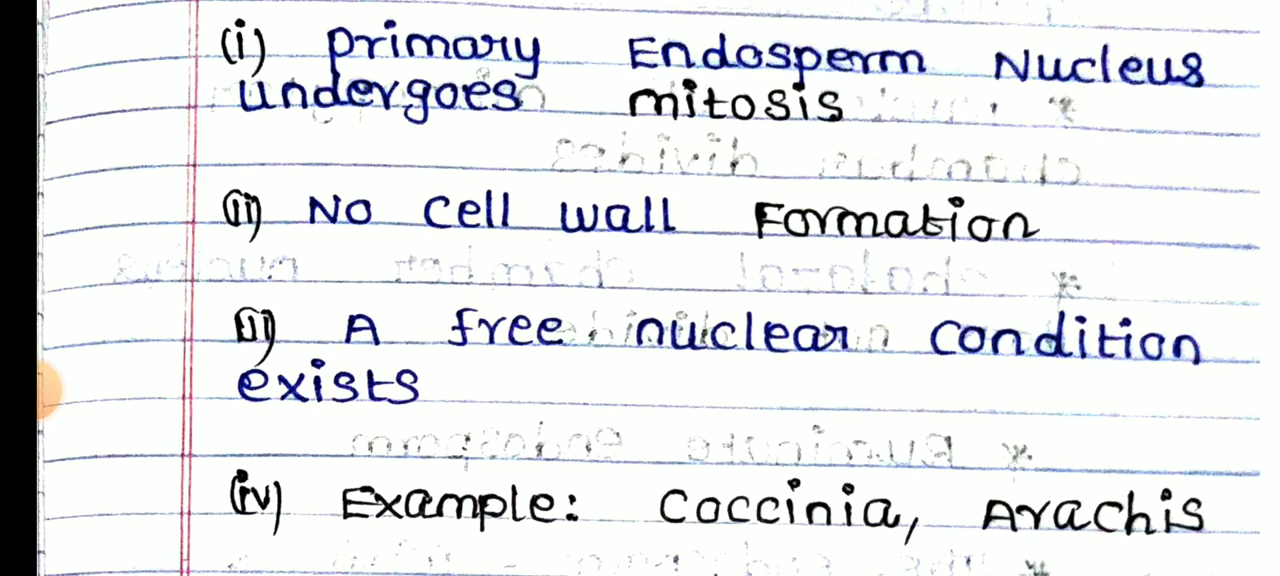 (i) Primary Endosperm Nucleus
undergoes mitosis
(ii) No cell wall Formation
(iii) A free nuclear condition
exists
(iv) Example: Coccinia, Arachis